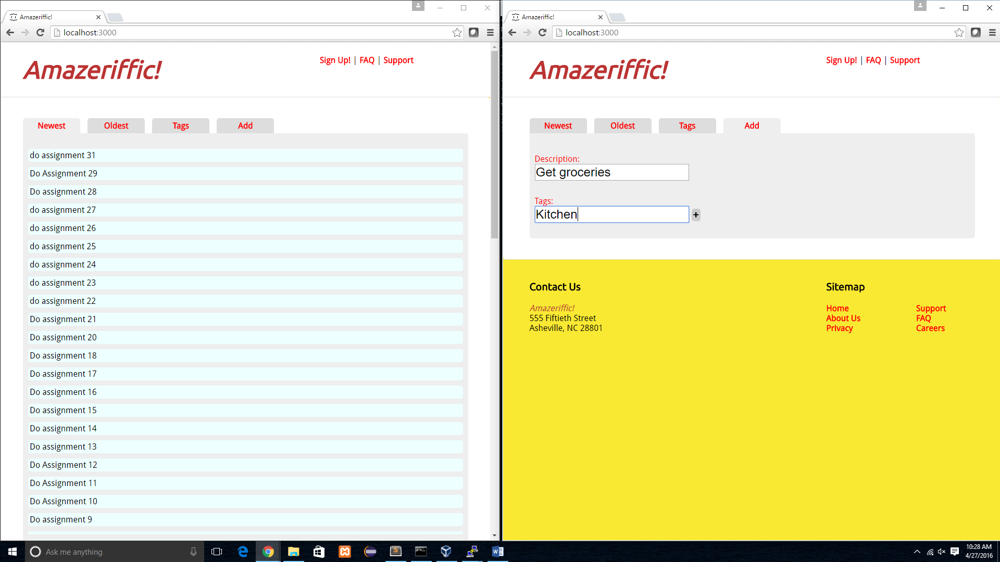 Amazeriffic!
localhost:3000
Amazeriffic!
Sign Up! | FAQ | Support
Newest Oldest Tags Add
do assignment 31
Do Assignment 29
Do assignment 28
do assignment 27
do assignment 26
do assignment 25
do assignment 24
do assignment 23
do assignment 22
Do assignment 21
Do assignment 20
Do assignment 18
Do assignment 17
Do assignment 16
Do assignment 15
Do assignment 14
Do assignment 13
Do Assignment 12
Do Assignment 11
Do Assignment 10
Do assignment 9
Amazeriffic!
localhost:3000
Amazeriffic!
Sign Up! | FAQ | Support
Newest Oldest Tags Add
Description:
Get groceries
Tags:
Kitchen
+
Contact Us
Amazeriffic!
555 Fiftieth Street
Asheville, NC 28801
Sitemap
Home Support
About Us FAQ
Privacy Careers
Ask me anything
10:28 AM
4/27/2016